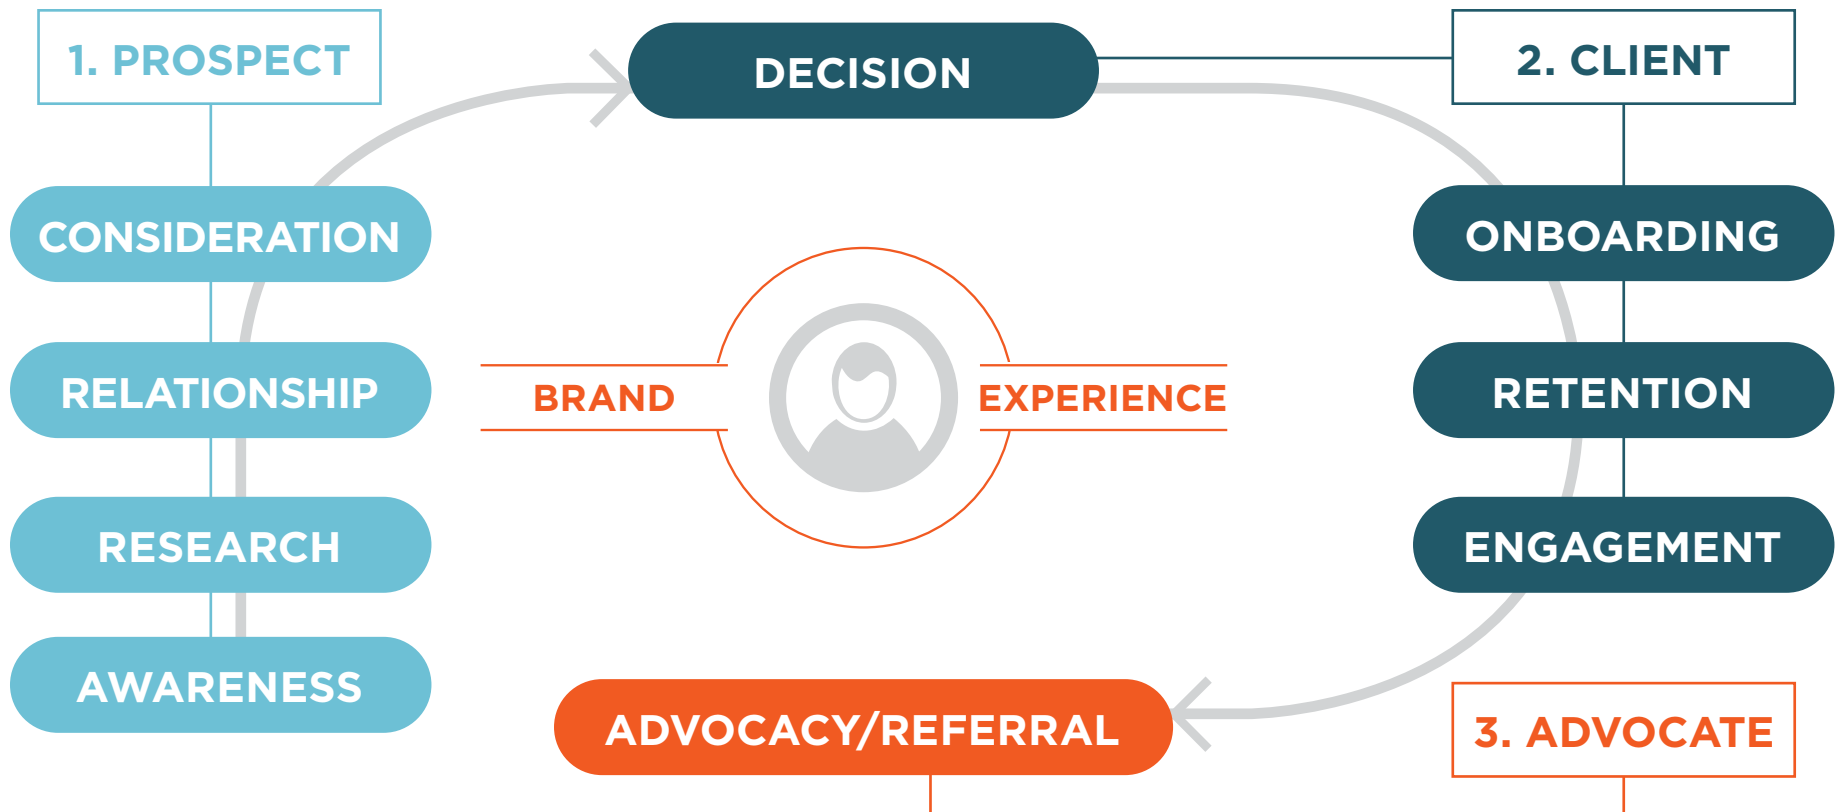 1. PROSPECT
DECISION
2. CLIENT
CONSIDERATION
ONBOARDING
RELATIONSHIP
BRAND
EXPERIENCE
RETENTION
RESEARCH
ENGAGEMENT
AWARENESS
ADVOCACY/REFERRAL
3. ADVOCATE